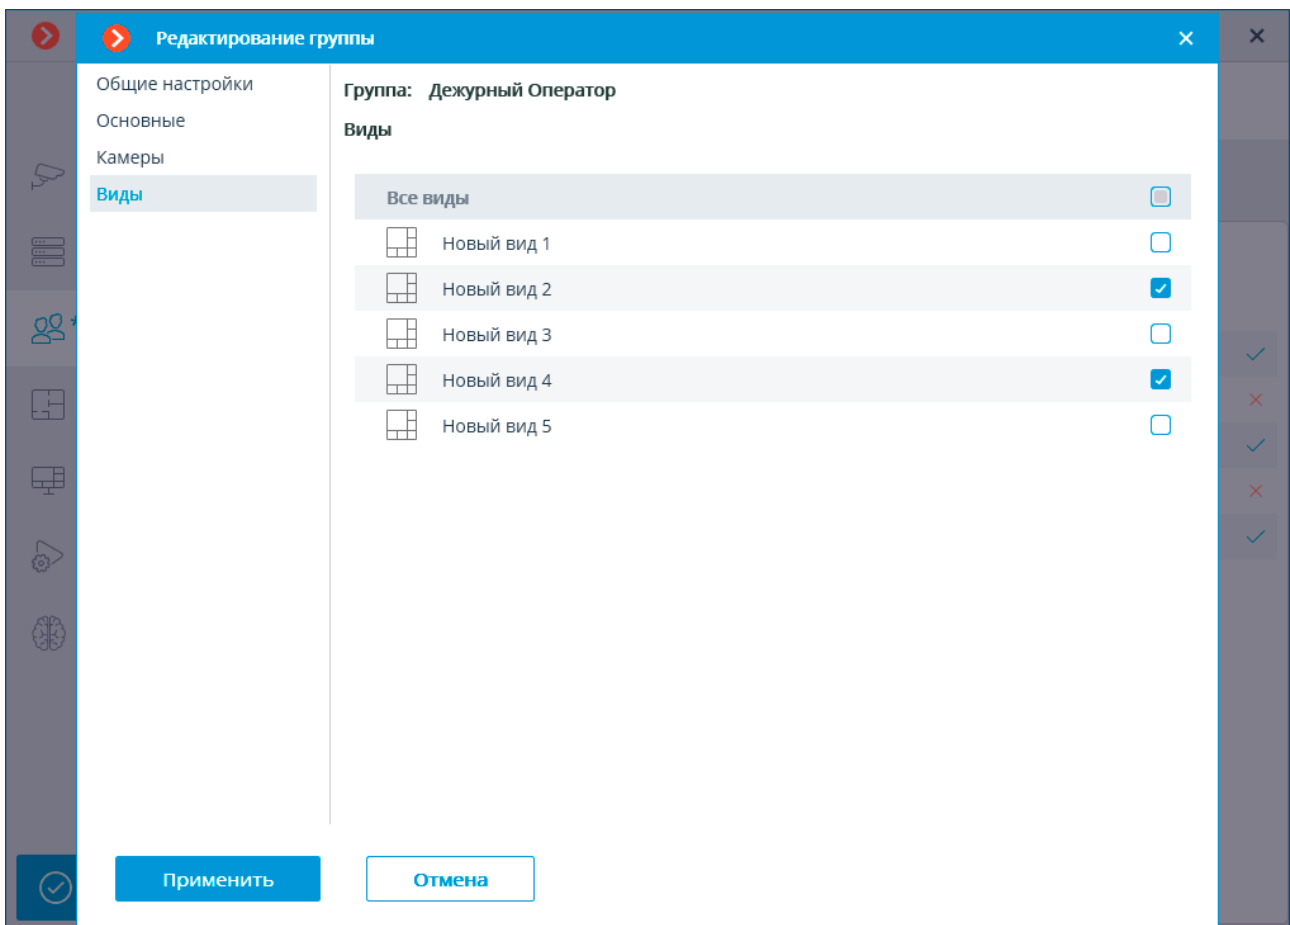 Редактирование группы
Общие настройки
Основные
Камеры
Виды
Группа: Дежурный Оператор
Виды
Все виды
Новый вид 1
Новый вид 2
Новый вид 3
Новый вид 4
Новый вид 5
Применить
Отмена